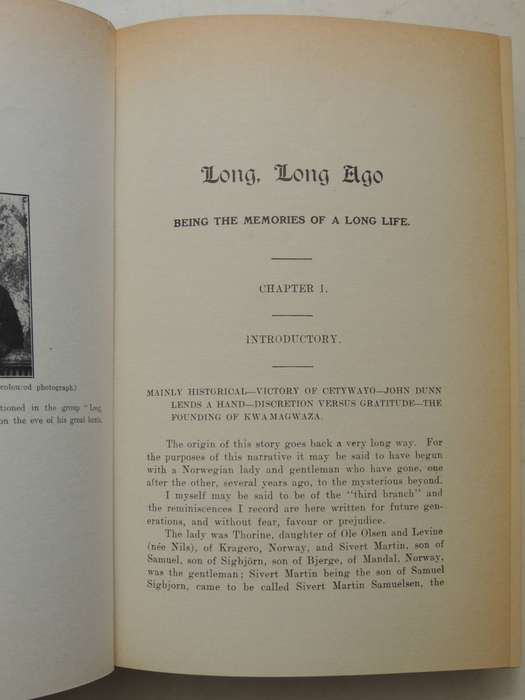 coloured photograph.)
tioned in the group "Long,
on the eve of his great battle.
Long, Long Ago
BEING THE MEMORIES OF A LONG LIFE.
CHAPTER I.
INTRODUCTORY.
MAINLY HISTORICAL—VICTORY OF CETYWAYO—JOHN DUNN
LENDS A HAND—DISCRETION VERSUS GRATITUDE—THE
FOUNDING OF KWAMAGWAZA.
The origin of this story goes back a very long way. For
the purposes of this narrative it may be said to have begun
with a Norwegian lady and gentleman who have gone, one
after the other, several years ago, to the mysterious beyond.
I myself may be said to be of the "third branch" and
the reminiscences I record are here written for future gen-
erations, and without fear, favour or prejudice.
The lady was Thorine, daughter of Ole Olsen and Levine
(née Nils), of Kragero, Norway, and Sivert Martin, son of
Samuel, son of Sigbjörn, son of Bjerge, of Mandal, Norway,
was the gentleman; Sivert Martin being the son of Samuel
Sigbjorn, came to be called Sivert Martin Samuelsen, the